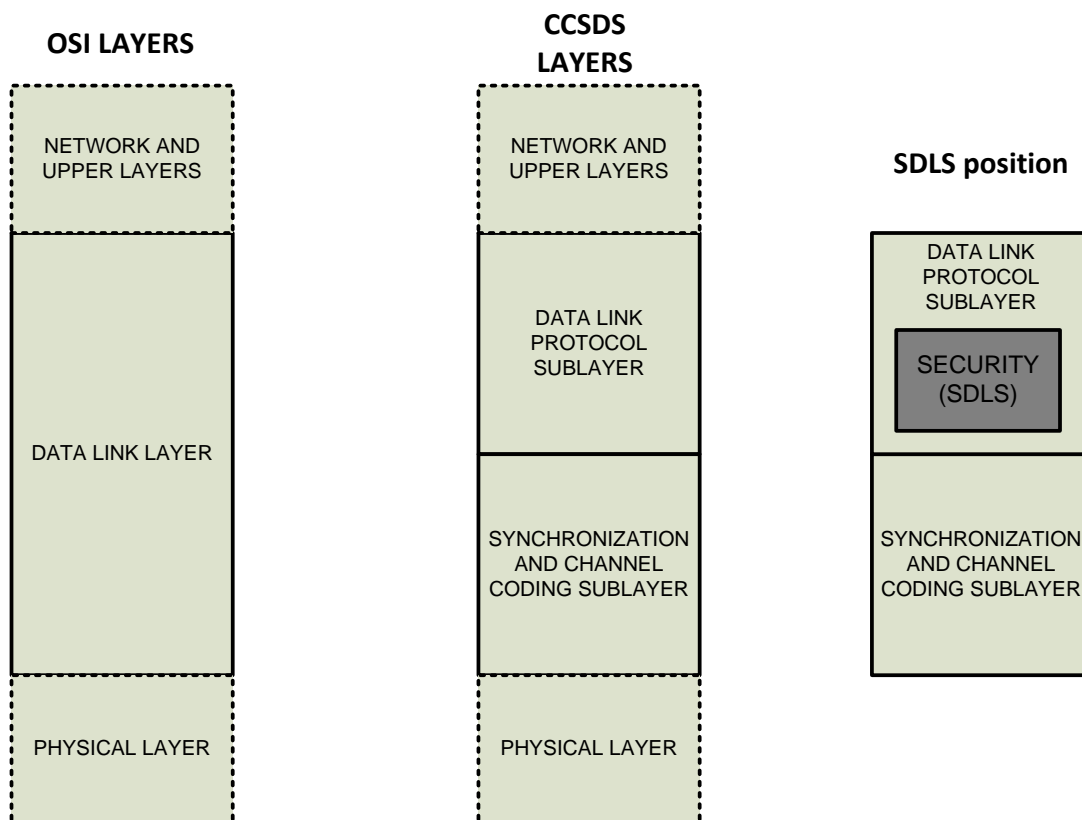 OSI LAYERS
NETWORK AND
UPPER LAYERS
DATA LINK LAYER
PHYSICAL LAYER
CCSDS
LAYERS
NETWORK AND
UPPER LAYERS
DATA LINK
PROTOCOL
SUBLAYER
SYNCHRONIZATION
AND CHANNEL
CODING SUBLAYER
PHYSICAL LAYER
SDLS position
DATA LINK
PROTOCOL
SUBLAYER
SECURITY
(SDLS)
SYNCHRONIZATION
AND CHANNEL
CODING SUBLAYER